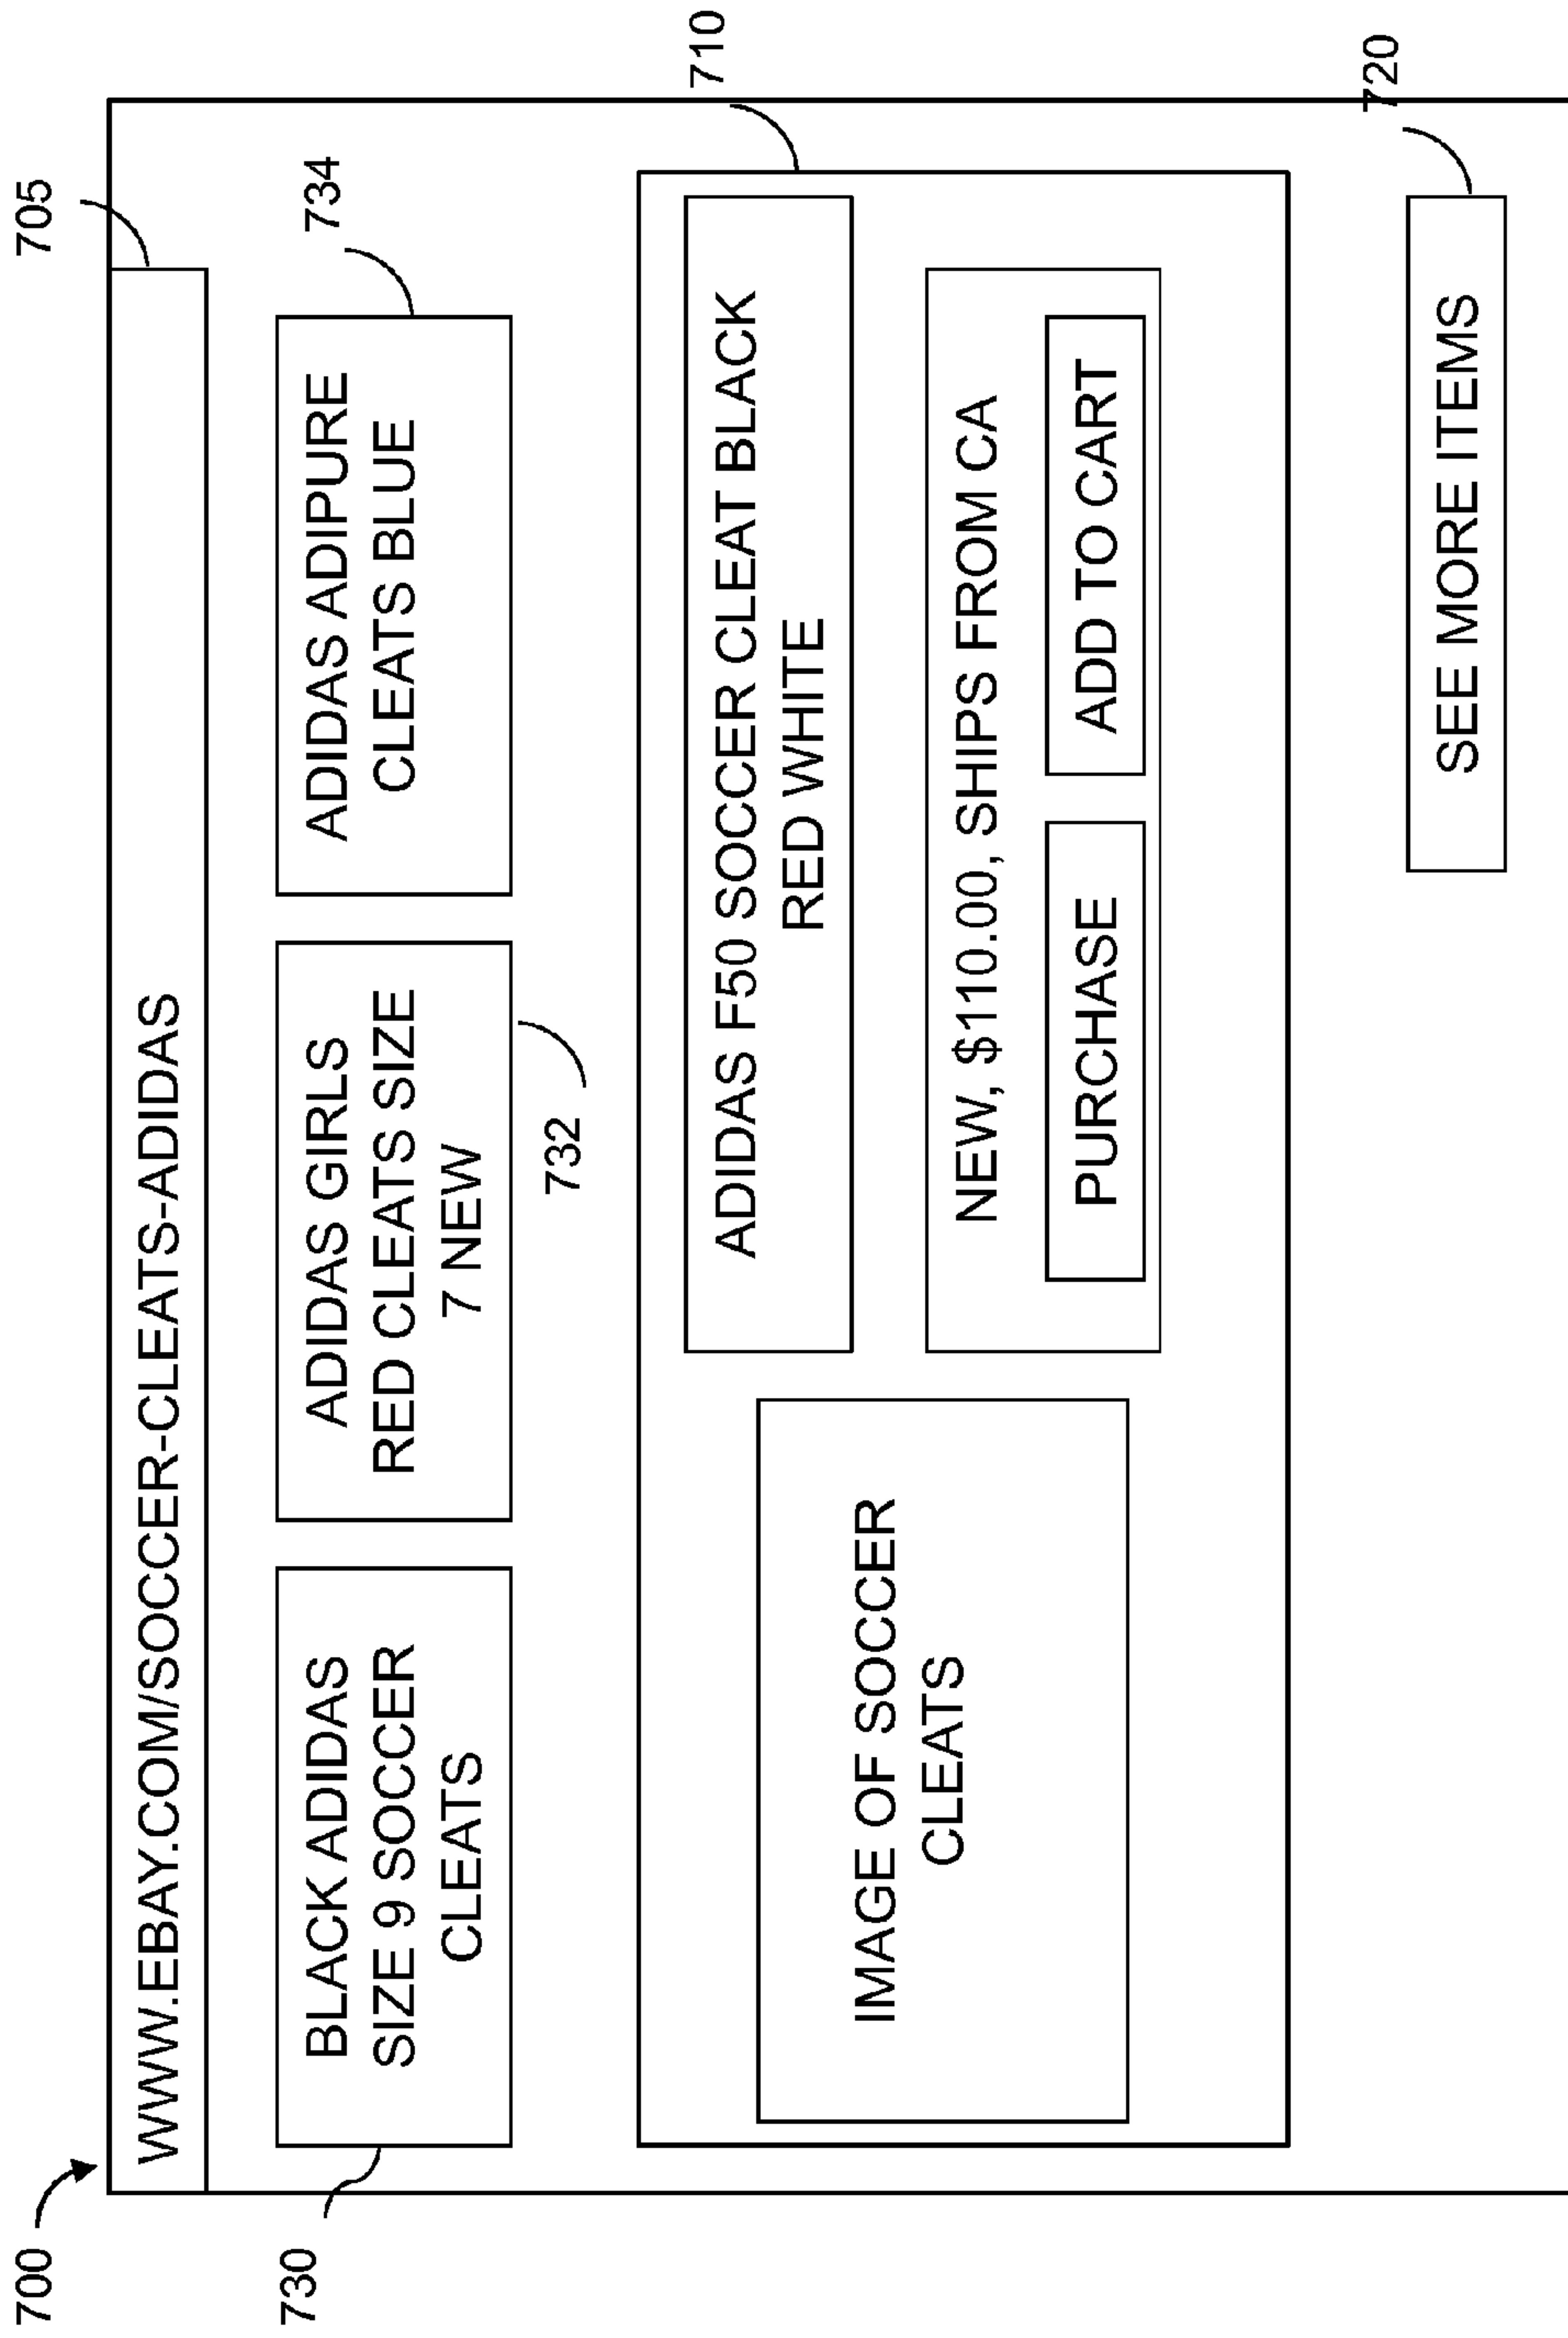 700
705
WWW.EBAY.COM/SOCCER-CLEATS-ADIDAS
730
BLACK ADIDAS
SIZE 9 SOCCER
CLEATS
ADIDAS GIRLS
RED CLEATS SIZE
7 NEW
732
ADIDAS ADIPURE
CLEATS BLUE
734
710
IMAGE OF SOCCER
CLEATS
ADIDAS F50 SOCCER CLEAT BLACK
RED WHITE
NEW, $110.00, SHIPS FROM CA
PURCHASE
ADD TO CART
720
SEE MORE ITEMS